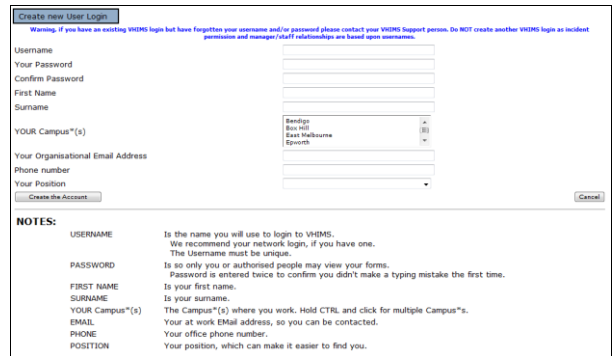 Create new User Login
Warning, if you have an existing VHIMS login but have forgotten your username and/or password please contact your VHIMS Support person. Do NOT create another VHIMS login as incident
permission and manager/staff relationships are based upon usernames.
Username
Your Password
Confirm Password
First Name
Surname
YOUR Campus"(s)
Bendigo
Box Hill
East Melbourne
Epworth
Your Organisational Email Address
Phone number
Your Position
Create the Account
Cancel
NOTES:
USERNAME Is the name you will use to login to VHIMS.
We recommend your network login, if you have one.
The Username must be unique.
PASSWORD Is so only you or authorised people may view your forms.
Password is entered twice to confirm you didn't make a typing mistake the first time.
FIRST NAME Is your first name.
SURNAME Is your surname.
YOUR Campus"(s) The Campus"(s) where you work. Hold CTRL and click for multiple Campus"s.
EMAIL Your at work EMail address, so you can be contacted.
PHONE Your office phone number.
POSITION Your position, which can make it easier to find you.